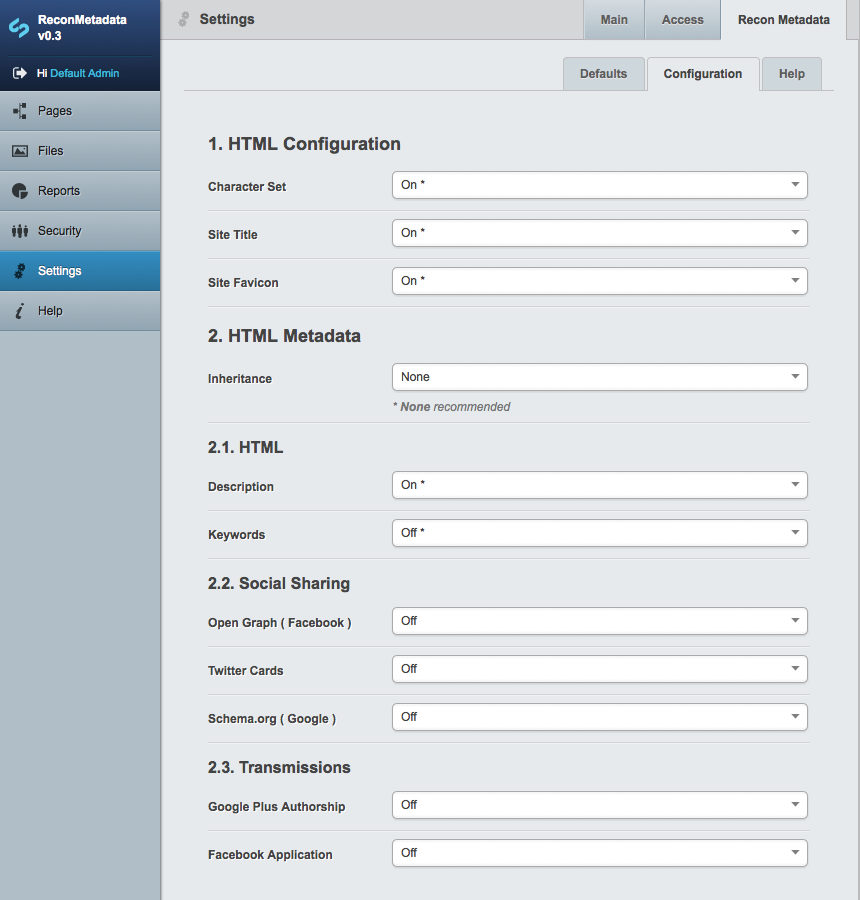 ReconMetadata
v0.3
Hi Default Admin
Pages
Files
Reports
Security
Settings
Help
Settings
Main
Access
Recon Metadata
Defaults
Configuration
Help
1. HTML Configuration
Character Set
On *
Site Title
On *
Site Favicon
On *
2. HTML Metadata
Inheritance
None
* None recommended
2.1. HTML
Description
On *
Keywords
Off *
2.2. Social Sharing
Open Graph ( Facebook )
Off
Twitter Cards
Off
Schema.org ( Google )
Off
2.3. Transmissions
Google Plus Authorship
Off
Facebook Application
Off